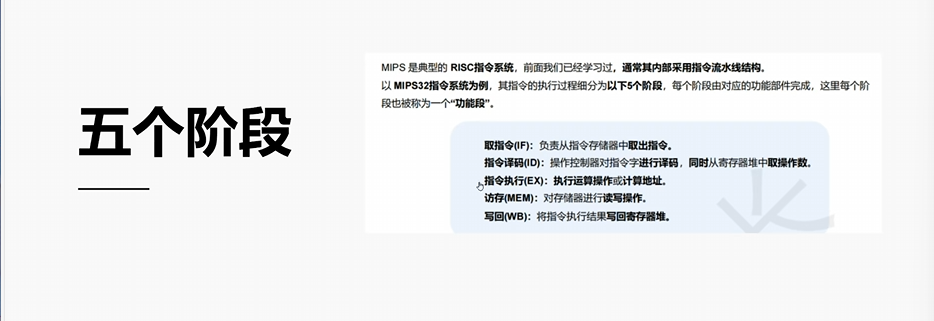 五个阶段
MIPS 是典型的 RISC指令系统，前面我们已经学习过，通常其内部采用指令流水线结构。
以 MIPS32指令系统为例，其指令的执行过程细分为以下5个阶段，每个阶段由对应的功能部件完成，这里每个阶
段也被称为一个“功能段”。
取指令(IF)：负责从指令存储器中取出指令。
指令译码(ID)：操作控制器对指令字进行译码，同时从寄存器堆中取操作数。
指令执行(EX)：执行运算操作或计算地址。
访存(MEM)：对存储器进行读写操作。
写回(WB)：将指令执行结果写回寄存器堆。